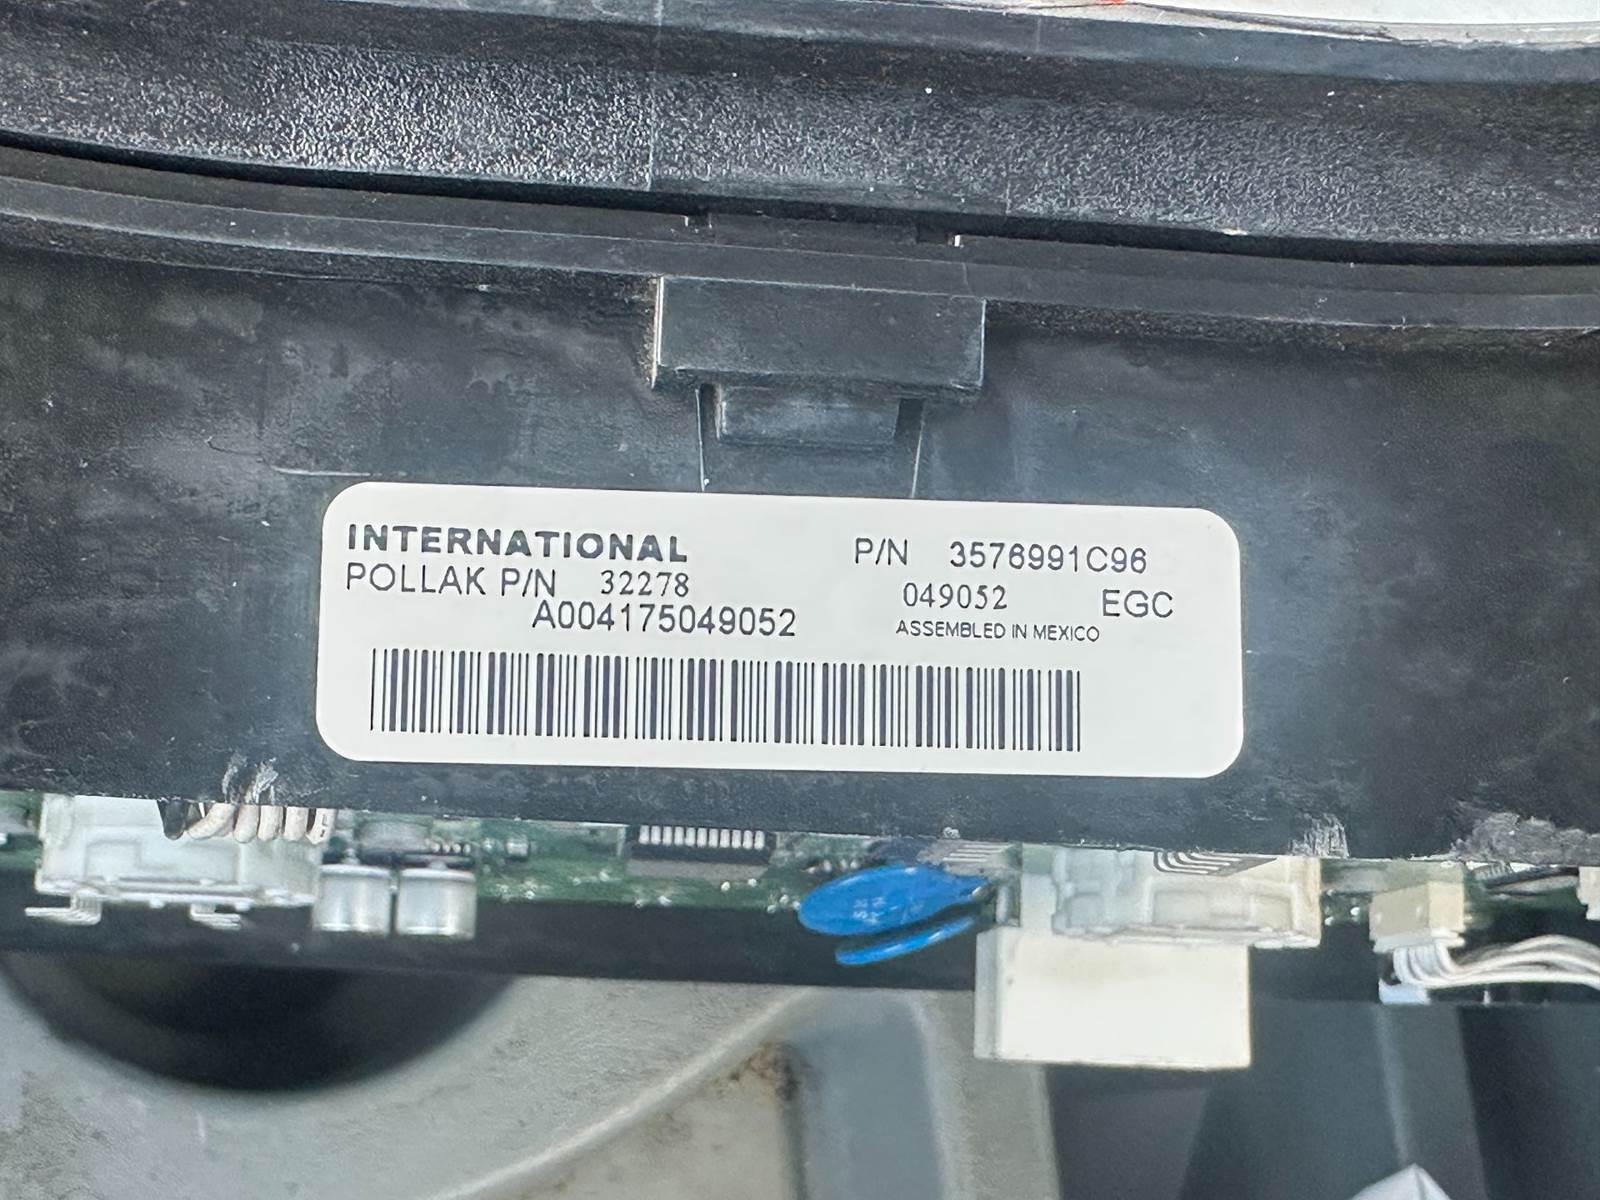 INTERNATIONAL P/N 3576991C96
POLLAK P/N 32278 049052 EGC
A004175049052 ASSEMBLED IN MEXICO